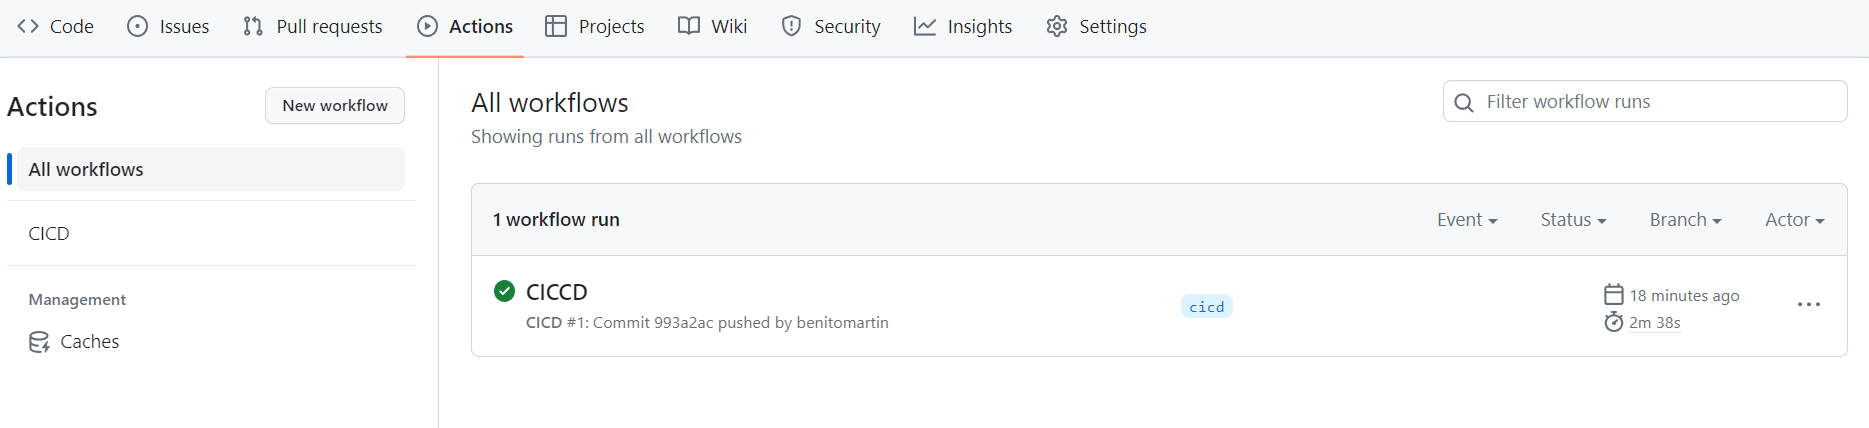 Code Issues Pull requests Actions Projects Wiki Security Insights Settings
Actions
New workflow
All workflows
CICD
Management
Caches
All workflows
Showing runs from all workflows
Filter workflow runs
1 workflow run
Event Status Branch Actor
CICCD
CICD #1: Commit 993a2ac pushed by benitomartin
cicd
18 minutes ago
2m 38s